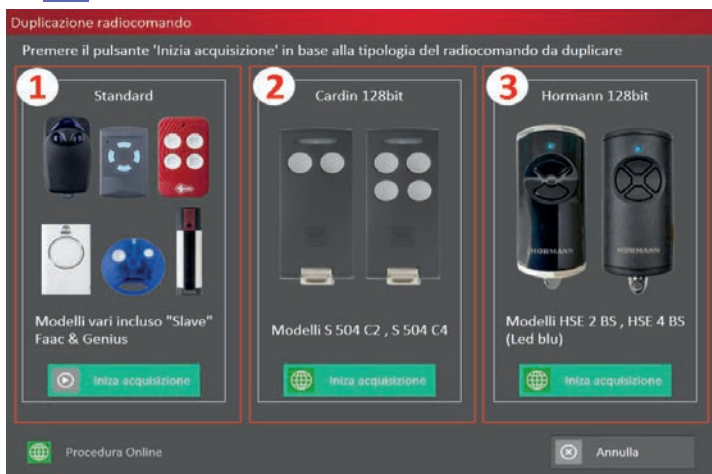 Duplicazione radiocomando
Premere il pulsante 'Inizia acquisizione' in base alla tipologia del radiocomando da duplicare
1
Standard
Modelli vari incluso "Slave"
Faac & Genius
Iniza acquisizione
2
Cardin 128bit
Modelli S 504 C2 , S 504 C4
Iniza acquisizione
3
Hormann 128bit
HÖRMANN
HÖRMANN
Modelli HSE 2 BS , HSE 4 BS
(Led blu)
Iniza acquisizione
Procedura Online
Annulla